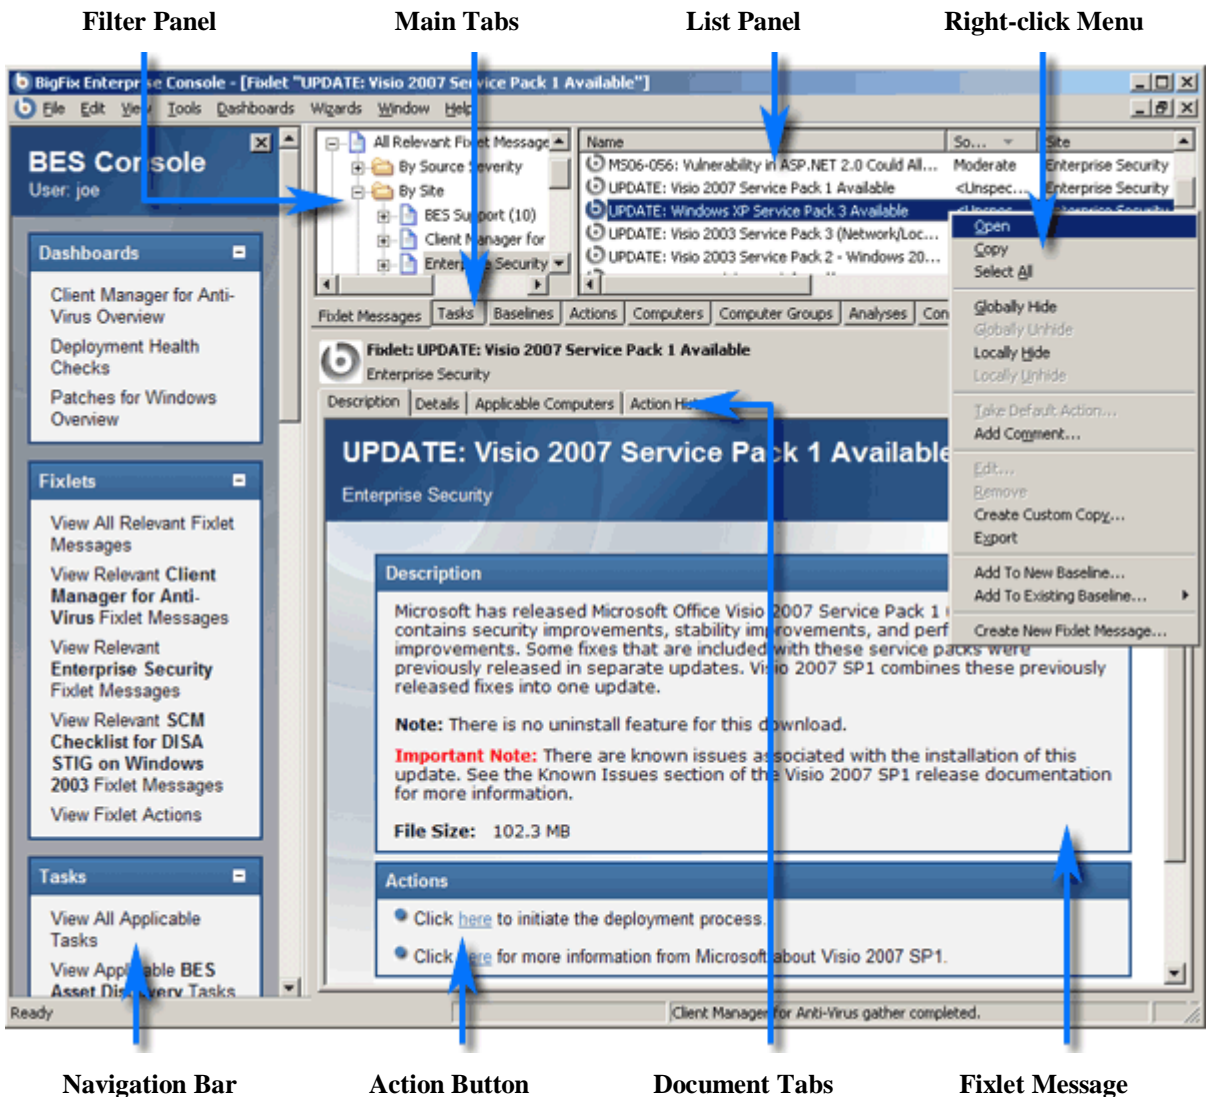 Filter Panel
Main Tabs
List Panel
Right-click Menu
BigFix Enterprise Console - [Fixlet "UPDATE: Visio 2007 Service Pack 1 Available"]
File Edit View Tools Dashboards Wizards Window Help
BES Console
User: joe
Dashboards
Client Manager for Anti-
Virus Overview
Deployment Health
Checks
Patches for Windows
Overview
Fixlets
View All Relevant Fixlet
Messages
View Relevant Client
Manager for Anti-
Virus Fixlet Messages
View Relevant
Enterprise Security
Fixlet Messages
View Relevant SCM
Checklist for DISA
STIG on Windows
2003 Fixlet Messages
View Fixlet Actions
Tasks
View All Applicable
Tasks
View Applicable BES
Asset Discovery Tasks
All Relevant Fixlet Message
By Source Severity
By Site
BES Support (10)
Client Manager for
Enterprise Security
Name So... Site
MS06-056: Vulnerability in ASP.NET 2.0 Could All... Moderate Enterprise Security
UPDATE: Visio 2007 Service Pack 1 Available <Unspec... Enterprise Security
UPDATE: Windows XP Service Pack 3 Available <Unspec... Enterprise Security
UPDATE: Visio 2003 Service Pack 3 (Network/Loc...
UPDATE: Visio 2003 Service Pack 2 - Windows 20...
Fixlet Messages Tasks Baselines Actions Computers Computer Groups Analyses Con
Fixlet: UPDATE: Visio 2007 Service Pack 1 Available
Enterprise Security
Description Details Applicable Computers Action Hist
UPDATE: Visio 2007 Service Pack 1 Available
Enterprise Security
Description
Microsoft has released Microsoft Office Visio 2007 Service Pack 1
contains security improvements, stability improvements, and perf
improvements. Some fixes that are included with these service packs were
previously released in separate updates. Visio 2007 SP1 combines these previously
released fixes into one update.
Note: There is no uninstall feature for this download.
Important Note: There are known issues associated with the installation of this
update. See the Known Issues section of the Visio 2007 SP1 release documentation
for more information.
File Size: 102.3 MB
Actions
Click here to initiate the deployment process.
Click here for more information from Microsoft about Visio 2007 SP1.
Open
Copy
Select All
Globally Hide
Globally Unhide
Locally Hide
Locally Unhide
Take Default Action...
Add Comment...
Edit...
Remove
Create Custom Copy...
Export
Add To New Baseline...
Add To Existing Baseline...
Create New Fixlet Message...
Ready
Client Manager for Anti-Virus gather completed.
Navigation Bar
Action Button
Document Tabs
Fixlet Message